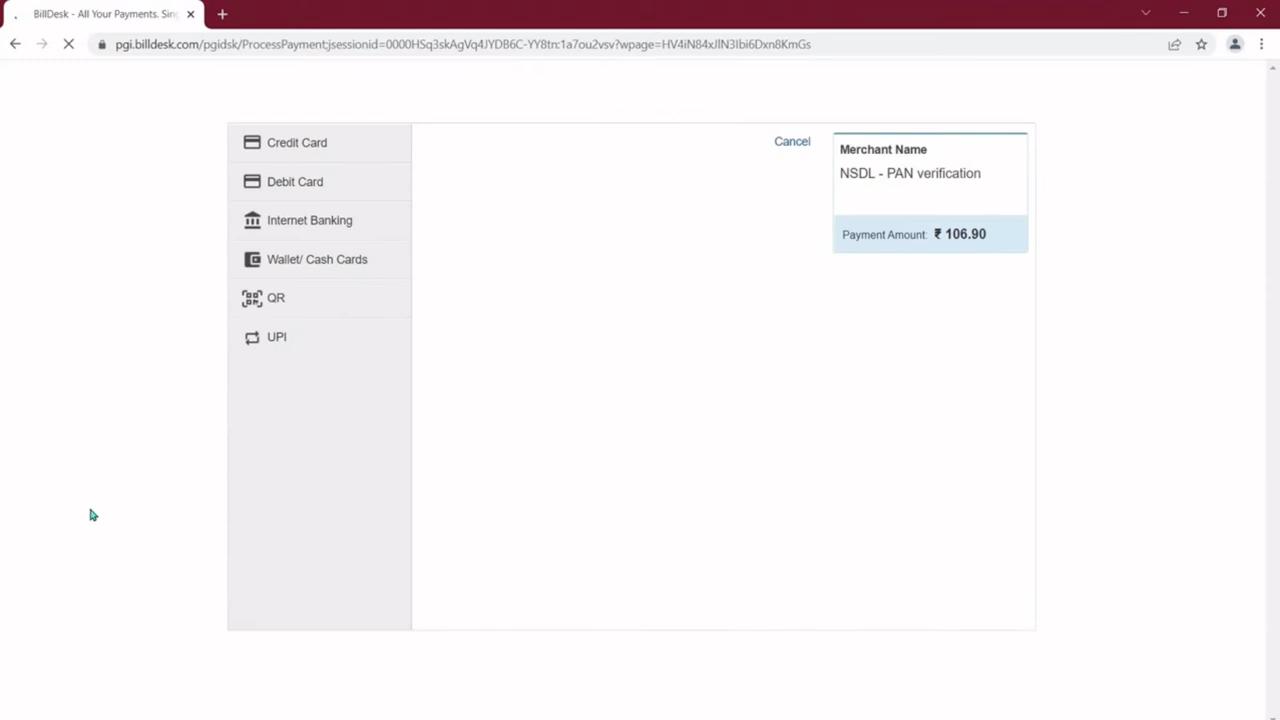 BillDesk - All Your Payments. Sin
pgi.billdesk.com/pgidsk/ProcessPayment;jsessionid=0000HSq3skAgVq4JYDB6C-YY8tn:1a7ou2vsv?wpage=HV4iN84xJlN3Ibi6Dxn8KmGs
Credit Card
Debit Card
Internet Banking
Wallet/ Cash Cards
QR
UPI
Cancel
Merchant Name
NSDL - PAN verification
Payment Amount: ₹ 106.90